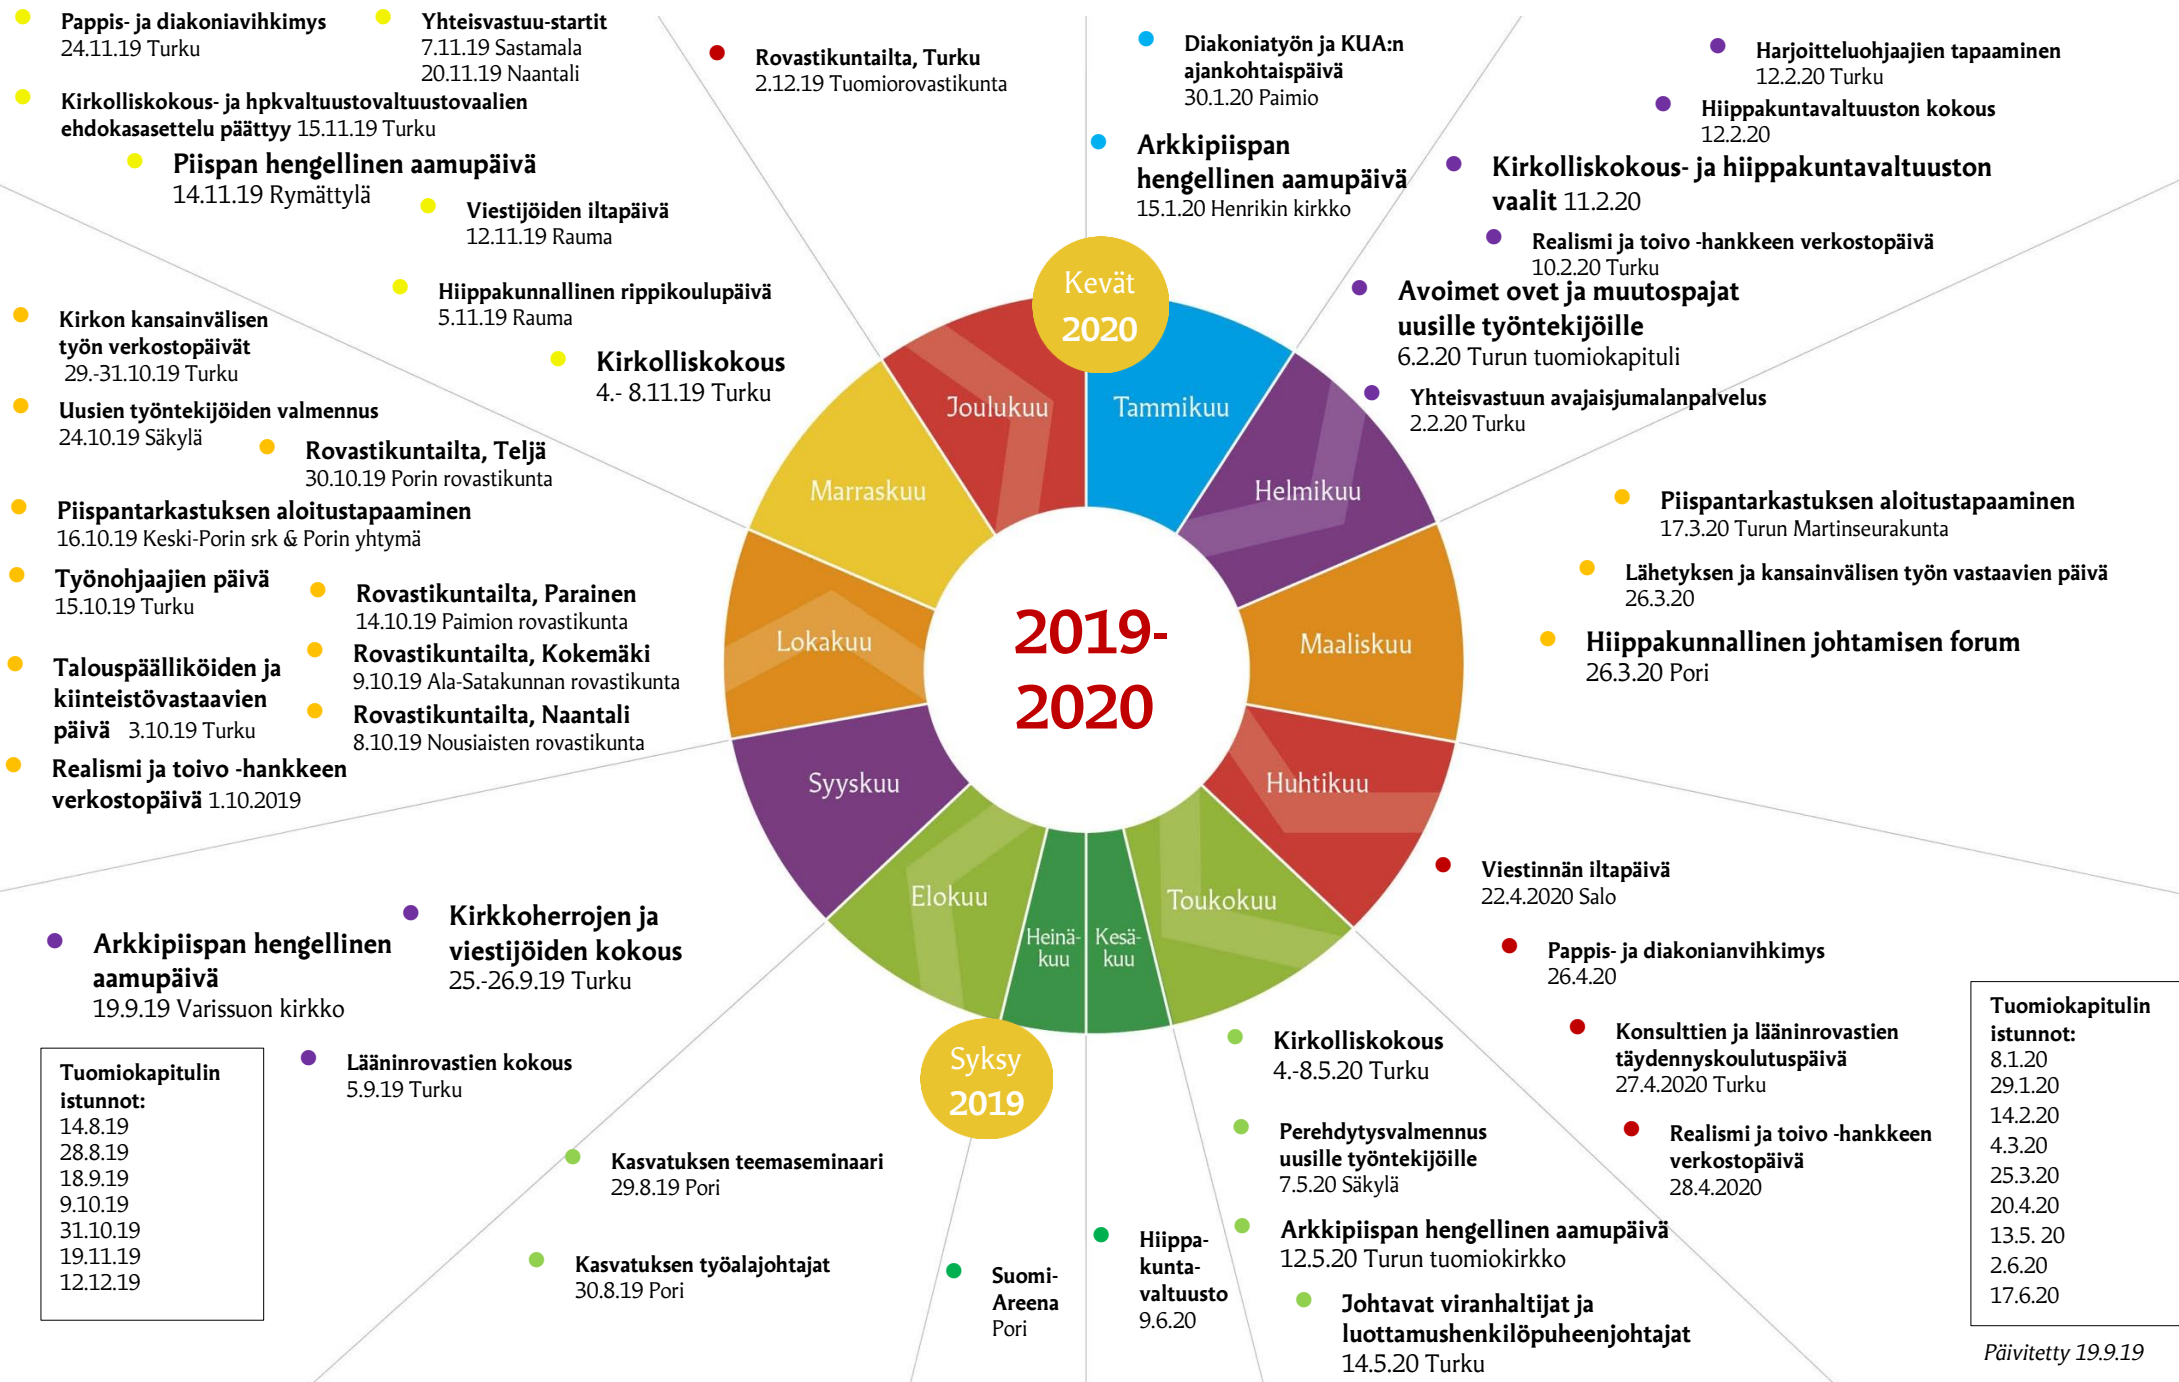 Pappis- ja diakoniavihkimys
24.11.19 Turku
Yhteisvastuu-startit
7.11.19 Sastamala
20.11.19 Naantali
Kirkolliskokous- ja hpkvaltuustovaltuustovaalien
ehdokasasettelu päättyy 15.11.19 Turku
Piispan hengellinen aamupäivä
14.11.19 Rymättylä
Viestijöiden iltapäivä
12.11.19 Rauma
Hiippakunnallinen rippikoulupäivä
5.11.19 Rauma
Kirkolliskokous
4.- 8.11.19 Turku
Rovastikuntailta, Turku
2.12.19 Tuomiorovastikunta
Diakoniatyön ja KUA:n
ajankohtaispäivä
30.1.20 Paimio
Arkkipiispan
hengellinen aamupäivä
15.1.20 Henrikin kirkko
Harjoitteluohjaajien tapaaminen
12.2.20 Turku
Hiippakuntavaltuuston kokous
12.2.20
Kirkolliskokous- ja hiippakuntavaltuuston
vaalit 11.2.20
Realismi ja toivo -hankkeen verkostopäivä
10.2.20 Turku
Avoimet ovet ja muutospajat
uusille työntekijöille
6.2.20 Turun tuomiokapituli
Yhteisvastuun avajaisjumalanpalvelus
2.2.20 Turku
Kirkon kansainvälisen
työn verkostopäivät
29.-31.10.19 Turku
Uusien työntekijöiden valmennus
24.10.19 Säkylä
Rovastikuntailta, Teljä
30.10.19 Porin rovastikunta
Piispantarkastuksen aloitustapaaminen
16.10.19 Keski-Porin srk & Porin yhtymä
Työnohjaajien päivä
15.10.19 Turku
Rovastikuntailta, Parainen
14.10.19 Paimion rovastikunta
Rovastikuntailta, Kokemäki
9.10.19 Ala-Satakunnan rovastikunta
Talouspäälliköiden ja
kiinteistövastaavien
päivä 3.10.19 Turku
Rovastikuntailta, Naantali
8.10.19 Nousiaisten rovastikunta
Realismi ja toivo -hankkeen
verkostopäivä 1.10.2019
Kevät
2020
Joulukuu
Tammikuu
Marraskuu
Helmikuu
Lokakuu
Maaliskuu
2019-
2020
Syyskuu
Huhtikuu
Elokuu
Toukokuu
Heinä-
kuu
Kesä-
kuu
Syksy
2019
Piispantarkastuksen aloitustapaaminen
17.3.20 Turun Martinseurakunta
Lähetyksen ja kansainvälisen työn vastaavien päivä
26.3.20
Hiippakunnallinen johtamisen forum
26.3.20 Pori
Arkkipiispan hengellinen
aamupäivä
19.9.19 Varissuon kirkko
Kirkkoherrojen ja
viestijöiden kokous
25.-26.9.19 Turku
Lääninrovastien kokous
5.9.19 Turku
Tuomiokapitulin
istunnot:
14.8.19
28.8.19
18.9.19
9.10.19
31.10.19
19.11.19
12.12.19
Kasvatuksen teemaseminaari
29.8.19 Pori
Kasvatuksen työalajohtajat
30.8.19 Pori
Suomi-
Areena
Pori
Hiippa-
kunta-
valtuusto
9.6.20
Kirkolliskokous
4.-8.5.20 Turku
Perehdytysvalmennus
uusille työntekijöille
7.5.20 Säkylä
Arkkipiispan hengellinen aamupäivä
12.5.20 Turun tuomiokirkko
Johtavat viranhaltijat ja
luottamushenkilöpuheenjohtajat
14.5.20 Turku
Viestinnän iltapäivä
22.4.2020 Salo
Pappis- ja diakonianvihkimys
26.4.20
Konsulttien ja lääninrovastien
täydennyskoulutuspäivä
27.4.2020 Turku
Realismi ja toivo -hankkeen
verkostopäivä
28.4.2020
Tuomiokapitulin
istunnot:
8.1.20
29.1.20
14.2.20
4.3.20
25.3.20
20.4.20
13.5. 20
2.6.20
17.6.20
Päivitetty 19.9.19